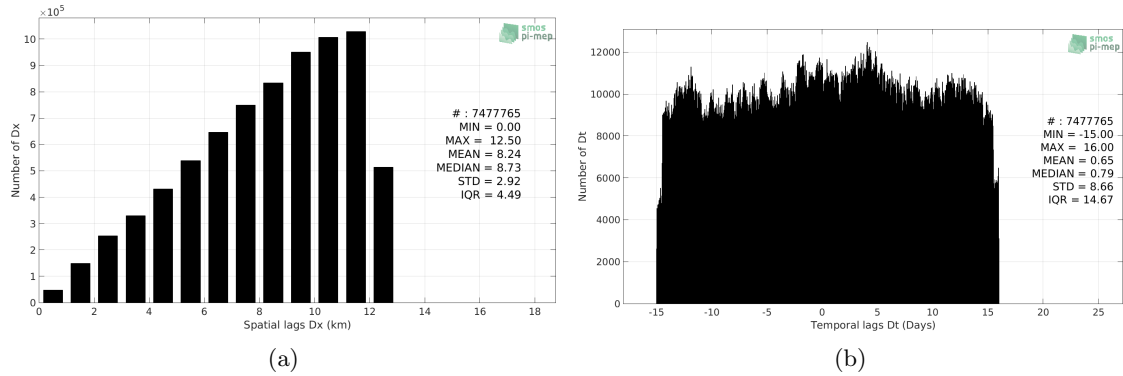 ×10⁵
10
9
8
7
6
5
4
3
2
1
0
Number of Dx
0 2 4 6 8 10 12 14 16 18
Spatial lags Dx (km)
smos
pi-mep
# : 7477765
MIN = 0.00
MAX = 12.50
MEAN = 8.24
MEDIAN = 8.73
STD = 2.92
IQR = 4.49
(a)
12000
10000
8000
6000
4000
2000
0
Number of Dt
-15 -10 -5 0 5 10 15 20 25
Temporal lags Dt (Days)
smos
pi-mep
# : 7477765
MIN = -15.00
MAX = 16.00
MEAN = 0.65
MEDIAN = 0.79
STD = 8.66
IQR = 14.67
(b)